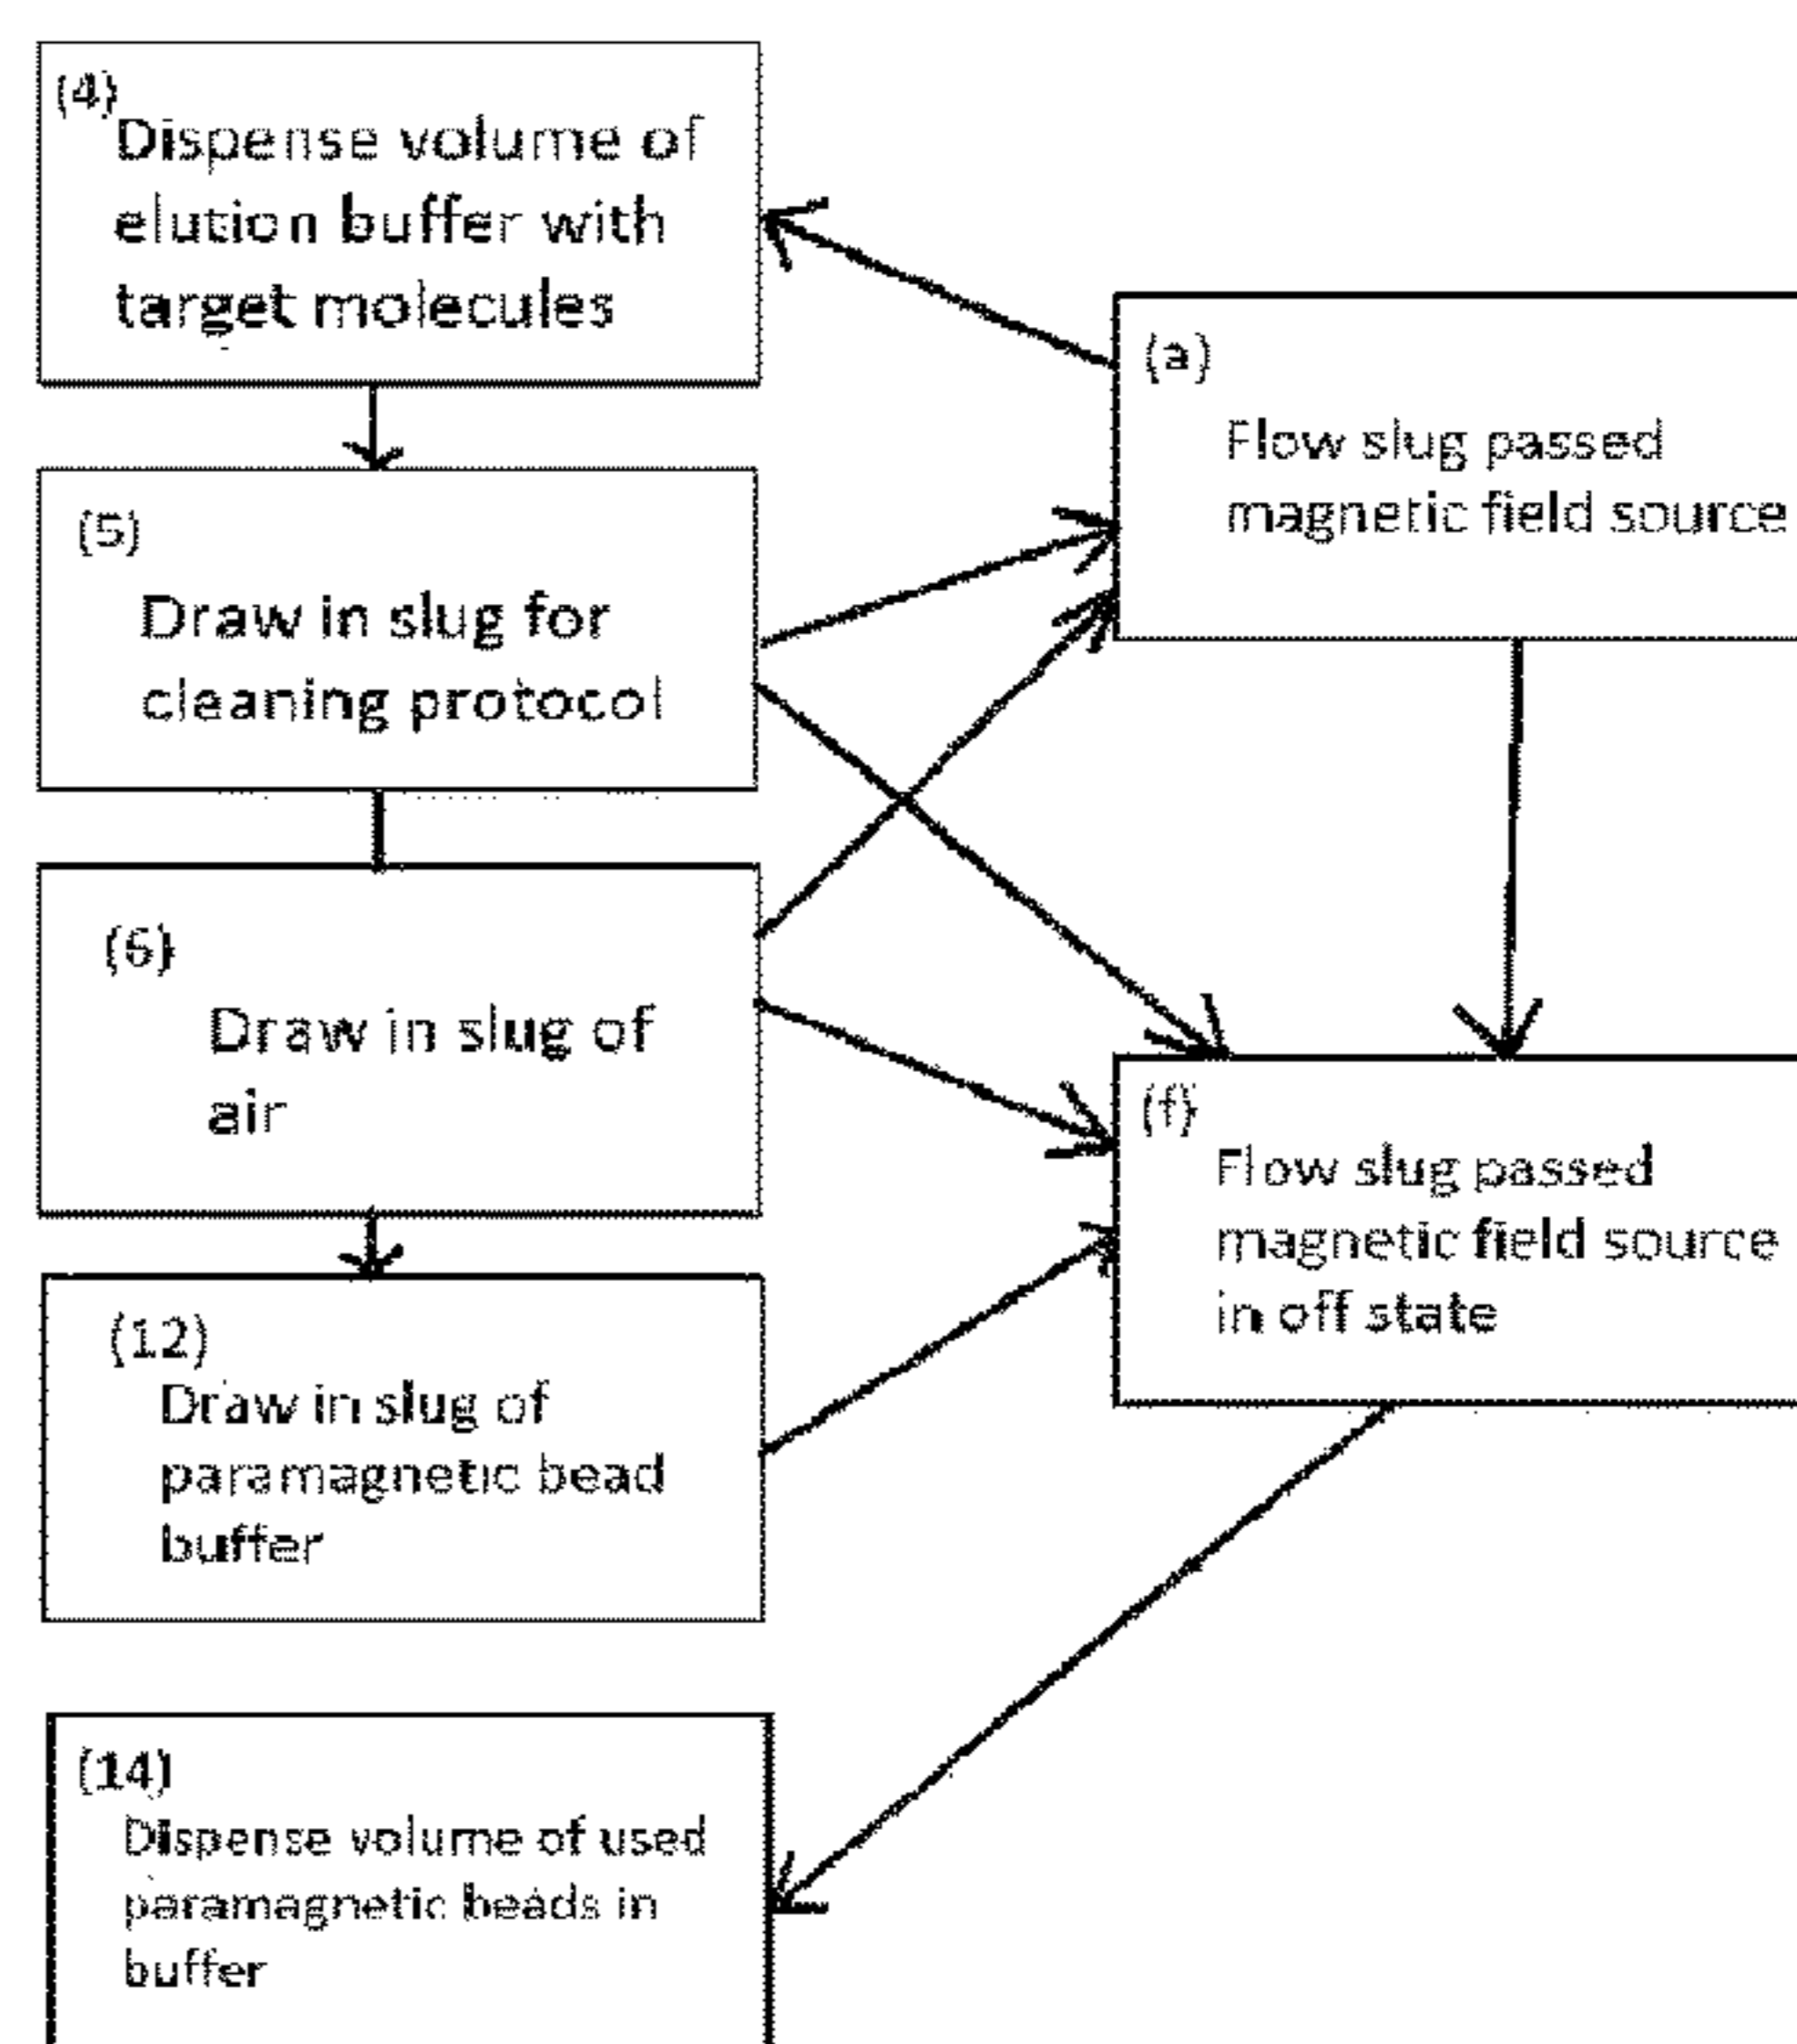 (4)
Dispense volume of
elution buffer with
target molecules
(a)
Flow slug passed
magnetic field source
(5)
Draw in slug for
cleaning protocol
(6)
Draw in slug of
air
(f)
Flow slug passed
magnetic field source
in off state
(12)
Draw in slug of
paramagnetic bead
buffer
(14)
Dispense volume of used
paramagnetic beads in
buffer